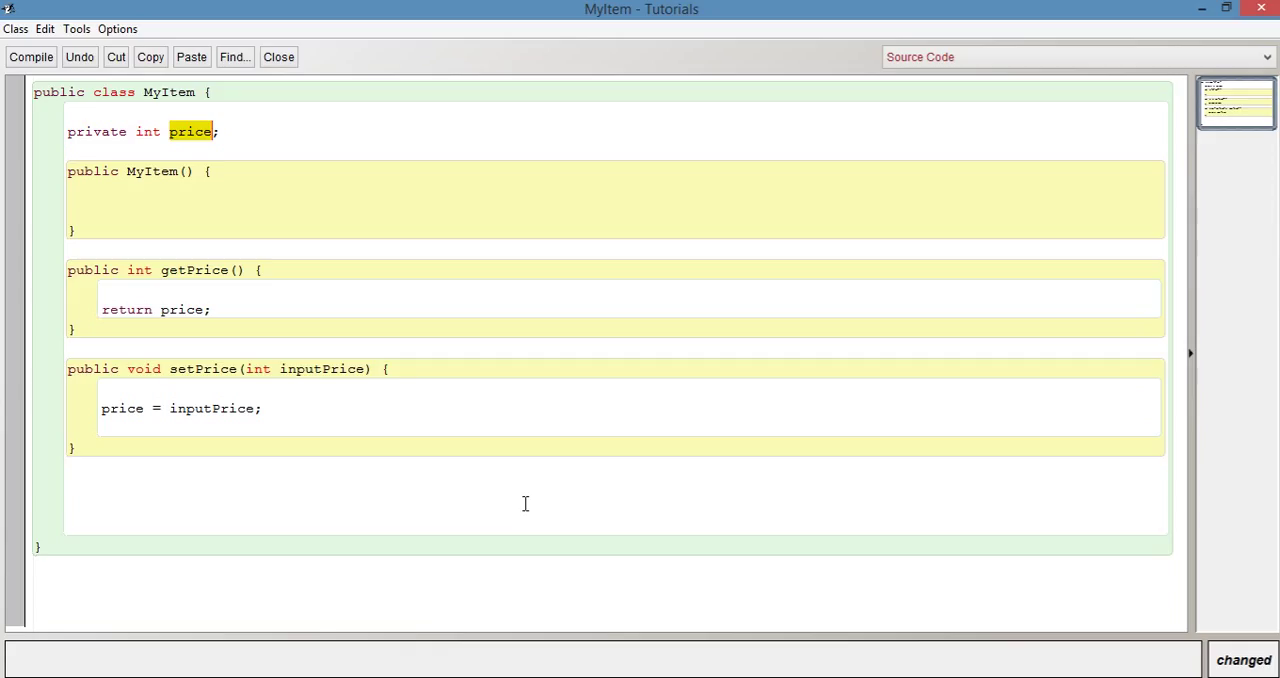 MyItem - Tutorials
Class Edit Tools Options
Compile Undo Cut Copy Paste Find... Close Source Code
public class MyItem {
private int price;
public MyItem() {
}
public int getPrice() {
return price;
}
public void setPrice(int inputPrice) {
price = inputPrice;
}
}
changed